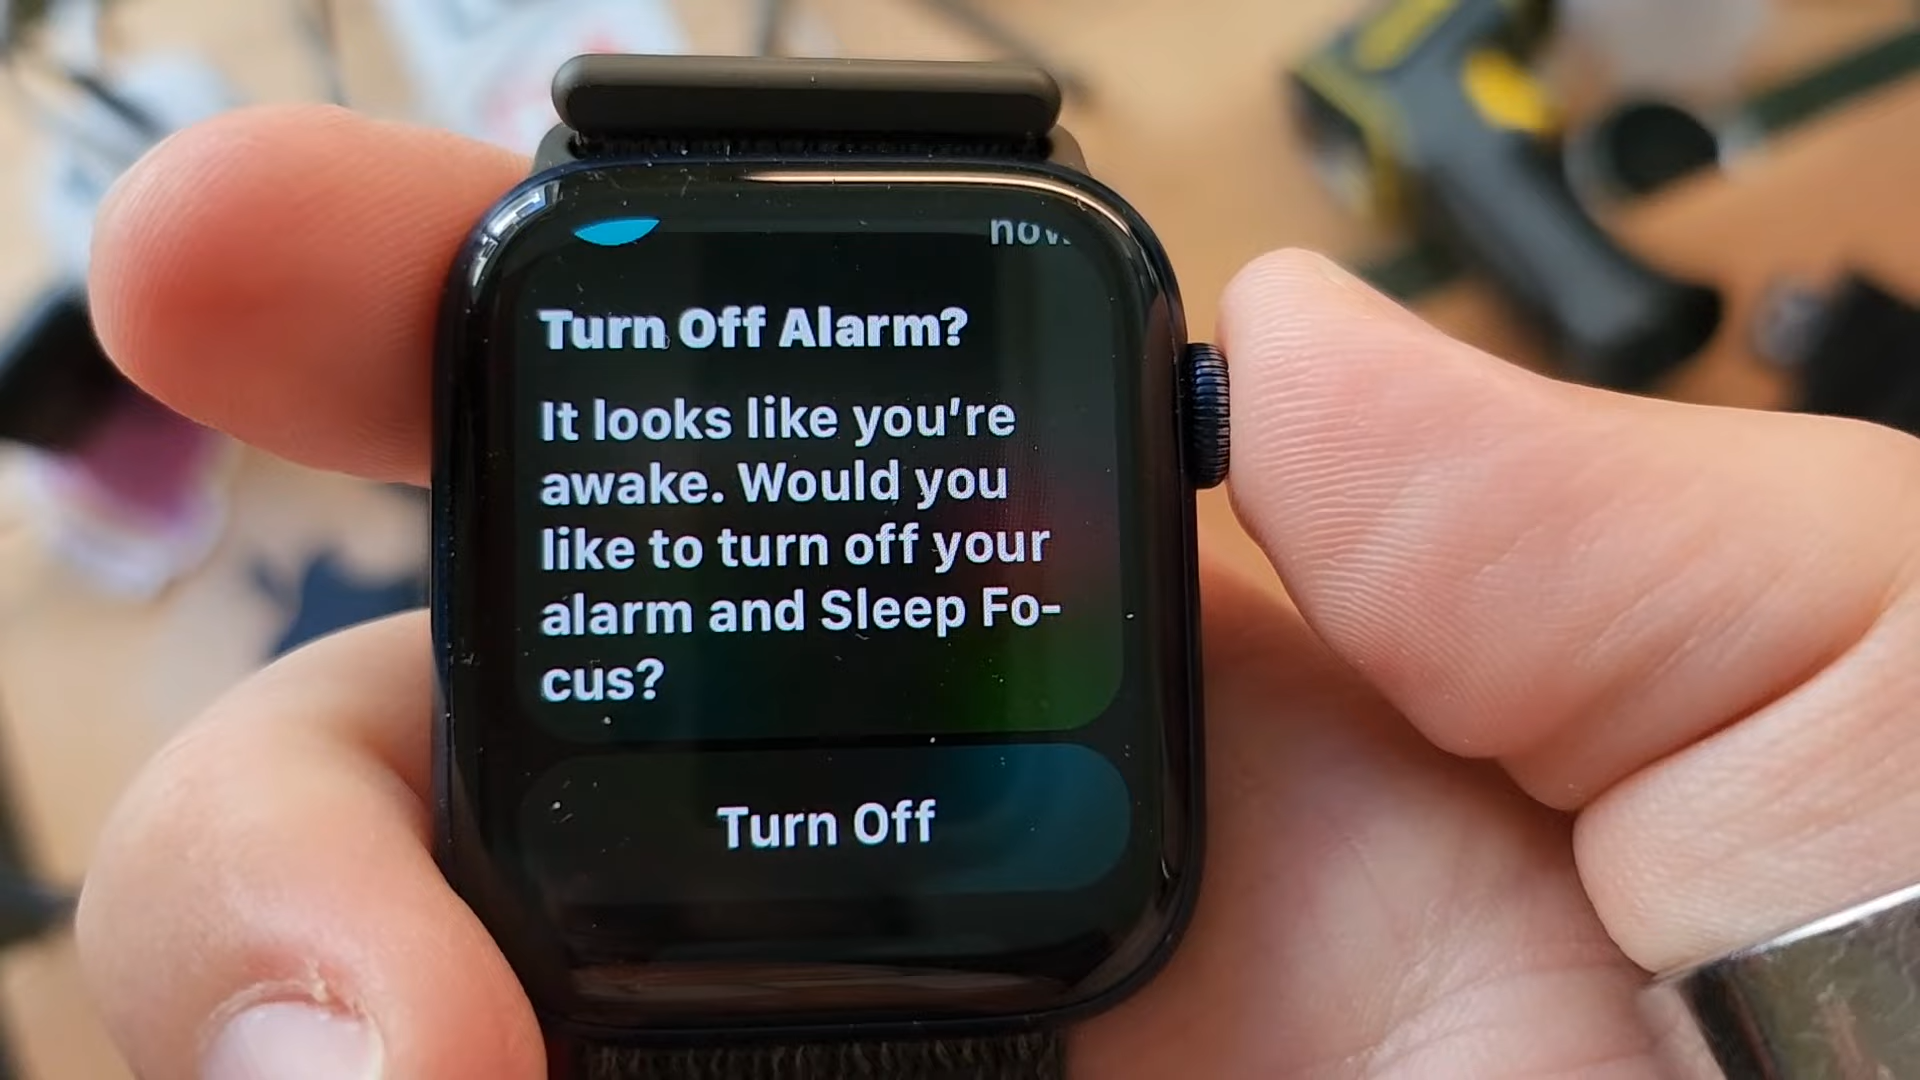 now
Turn Off Alarm?
It looks like you're
awake. Would you
like to turn off your
alarm and Sleep Fo-
cus?
Turn Off